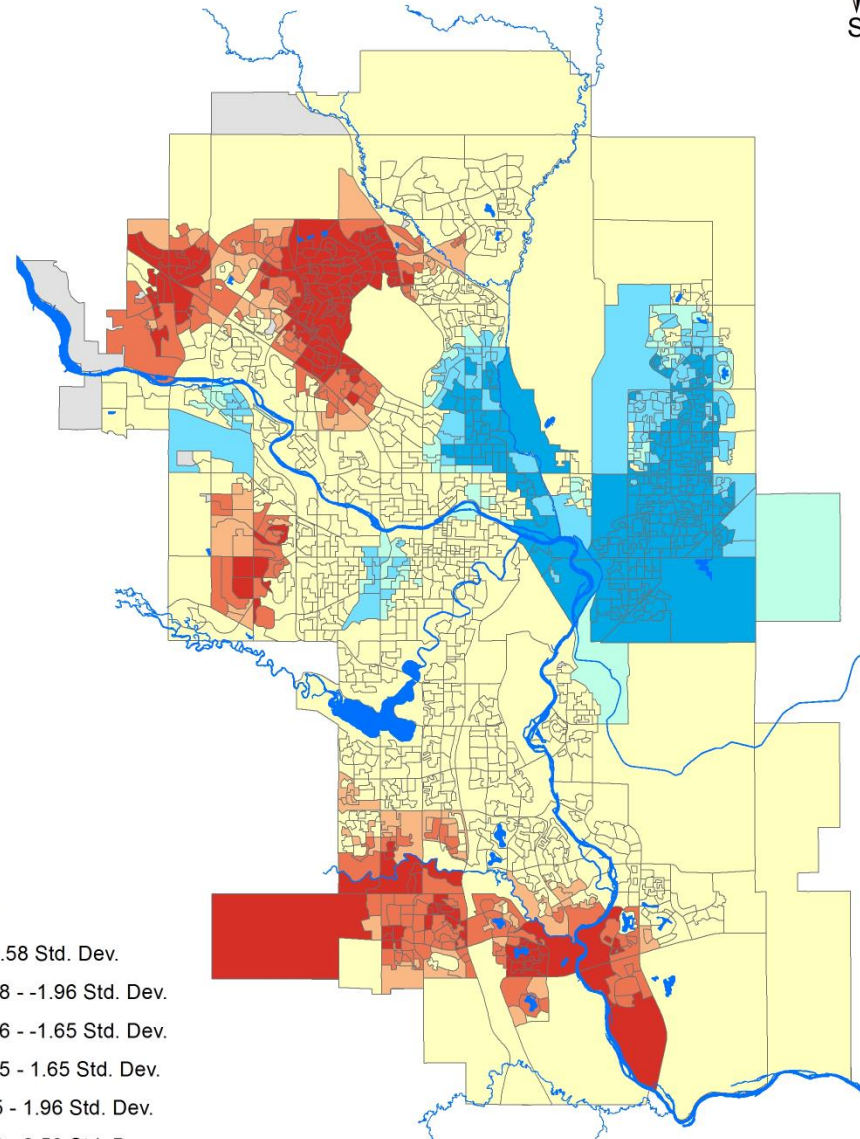 S
.58 Std. Dev.
8 - -1.96 Std. Dev.
6 - -1.65 Std. Dev.
5 - 1.65 Std. Dev.
5 - 1.96 Std. Dev.